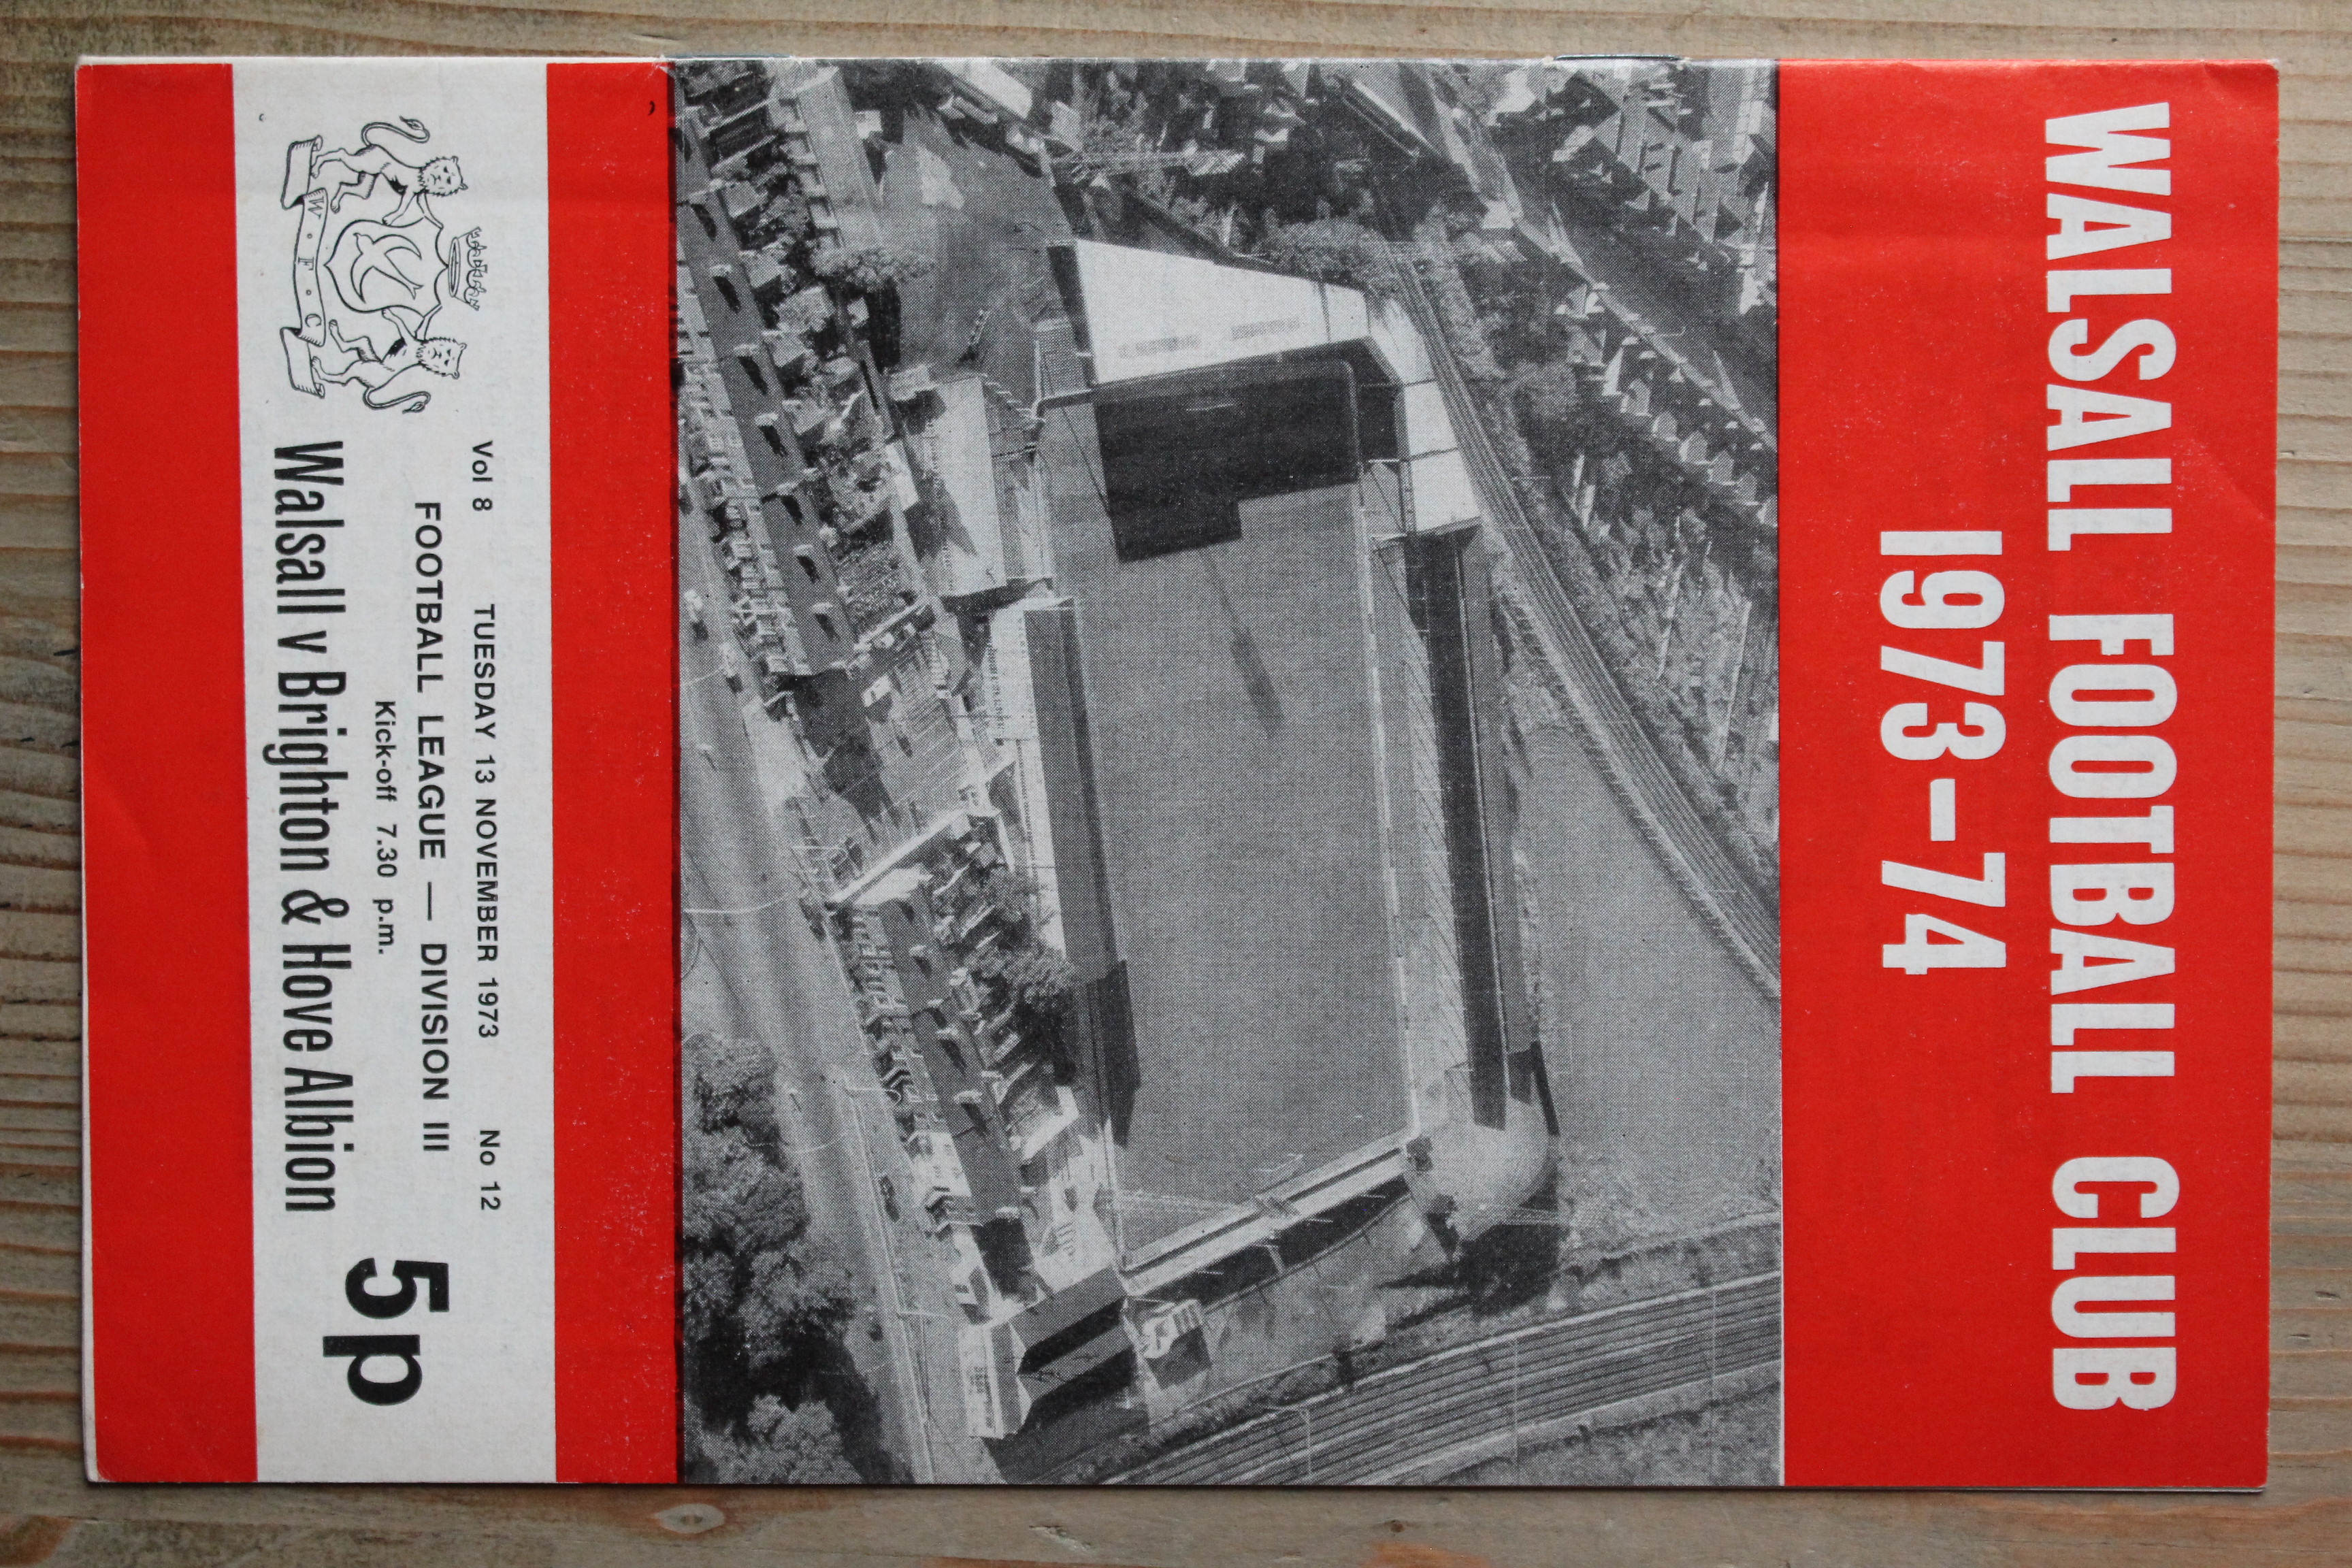 WALSALL FOOTBALL CLUB
1973-74
Vol 8 TUESDAY 13 NOVEMBER 1973 No 12
FOOTBALL LEAGUE — DIVISION III
Kick-off 7.30 p.m.
Walsall v Brighton & Hove Albion
5p
W · F · C